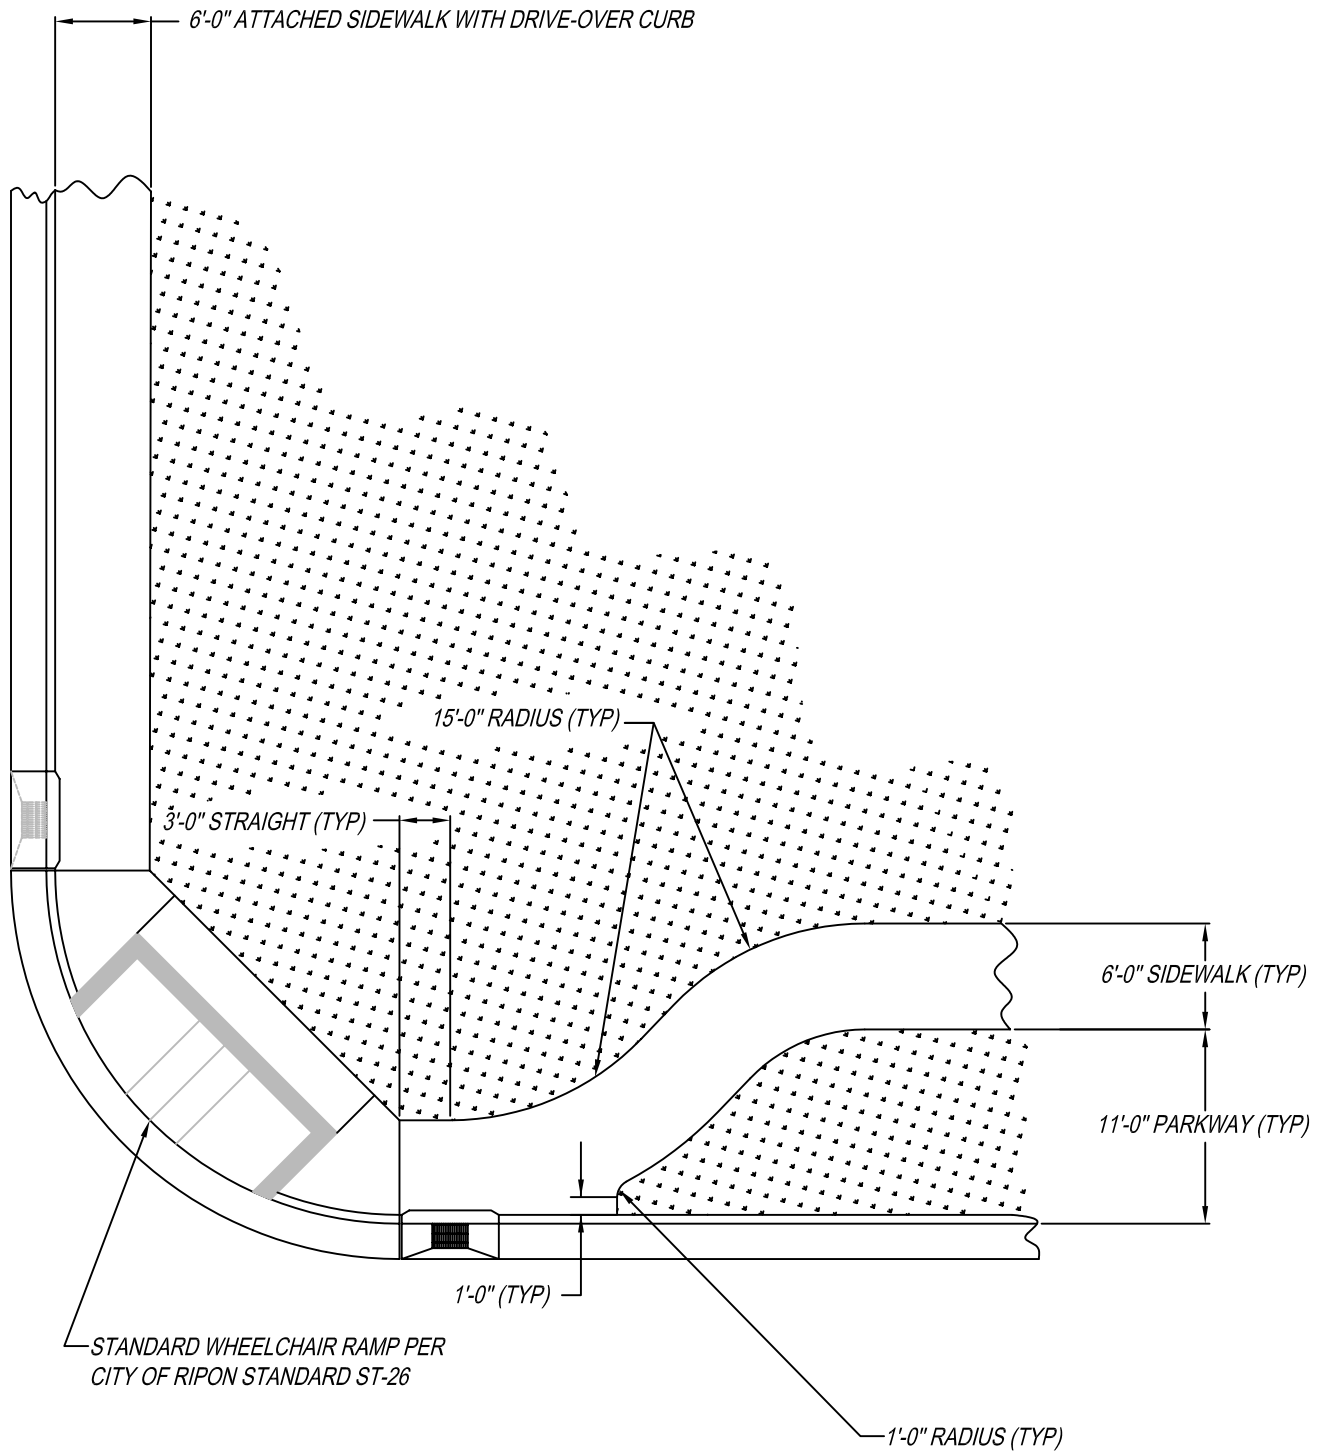 6'-0" ATTACHED SIDEWALK WITH DRIVE-OVER CURB
15'-0" RADIUS (TYP)
3'-0" STRAIGHT (TYP)
6'-0" SIDEWALK (TYP)
11'-0" PARKWAY (TYP)
1'-0" (TYP)
STANDARD WHEELCHAIR RAMP PER
CITY OF RIPON STANDARD ST-26
1'-0" RADIUS (TYP)